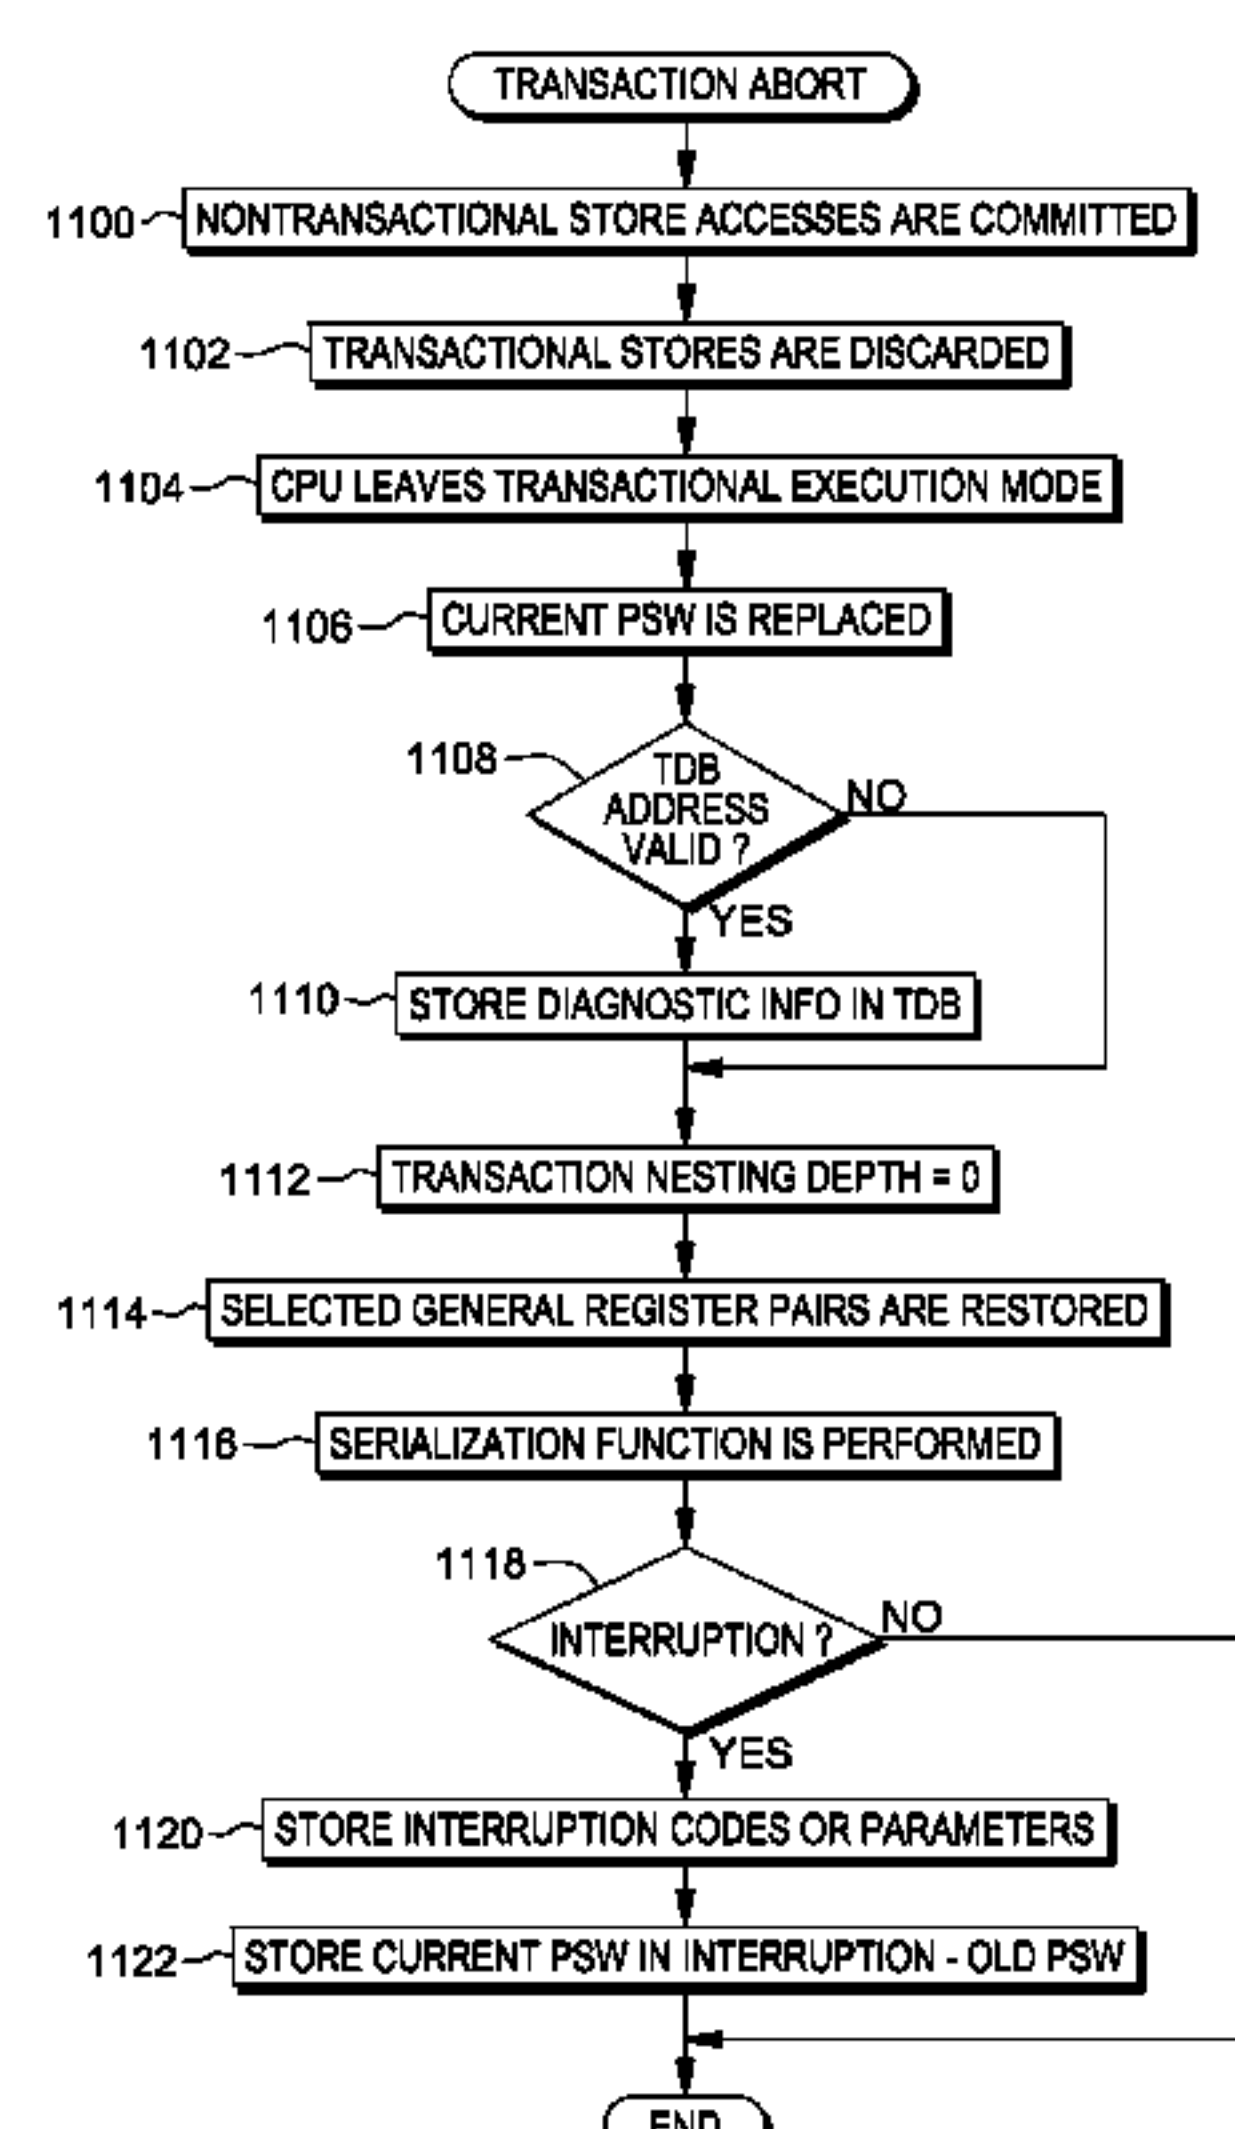 TRANSACTION ABORT
1100 NONTRANSACTIONAL STORE ACCESSES ARE COMMITTED
1102 TRANSACTIONAL STORES ARE DISCARDED
1104 CPU LEAVES TRANSACTIONAL EXECUTION MODE
1106 CURRENT PSW IS REPLACED
1108
TDB
ADDRESS
VALID ?
NO
YES
1110 STORE DIAGNOSTIC INFO IN TDB
1112 TRANSACTION NESTING DEPTH = 0
1114 SELECTED GENERAL REGISTER PAIRS ARE RESTORED
1116 SERIALIZATION FUNCTION IS PERFORMED
1118
INTERRUPTION ?
NO
YES
1120 STORE INTERRUPTION CODES OR PARAMETERS
1122 STORE CURRENT PSW IN INTERRUPTION - OLD PSW
END